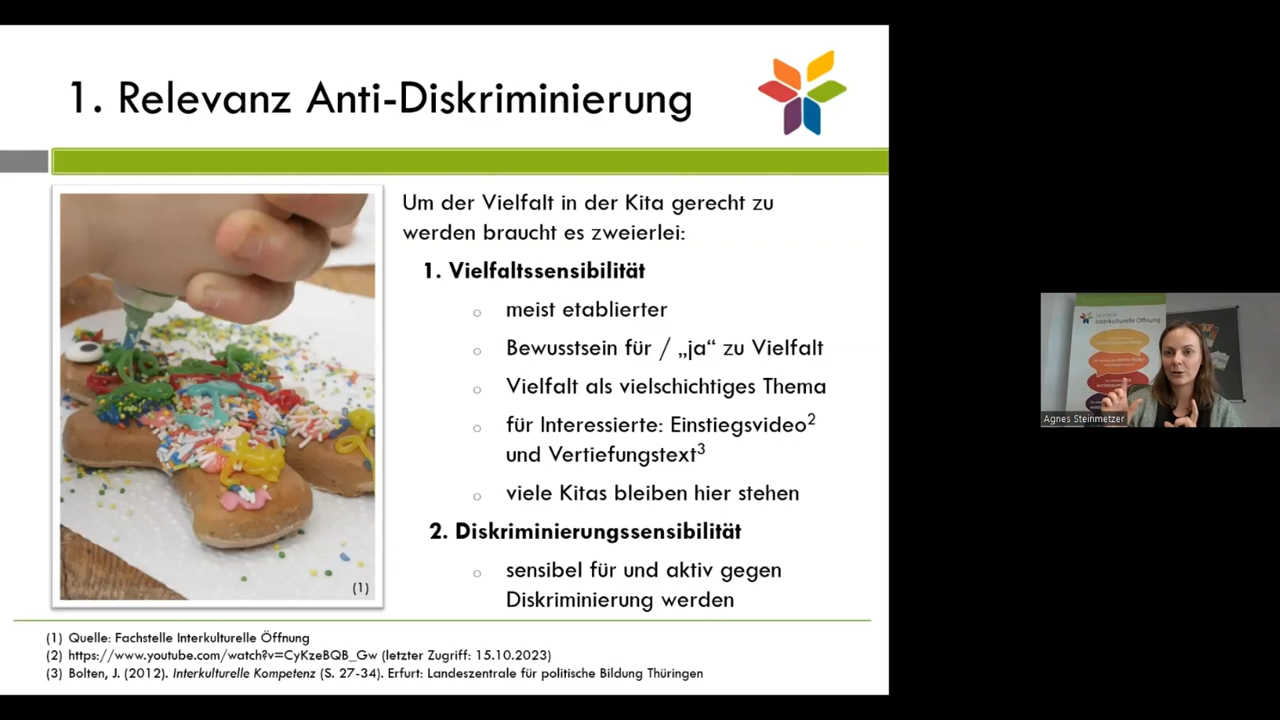 1. Relevanz Anti-Diskriminierung
Um der Vielfalt in der Kita gerecht zu
werden braucht es zweierlei:
1. Vielfaltssensibilität
meist etablierter
Bewusstsein für / „ja“ zu Vielfalt
Vielfalt als vielschichtiges Thema
für Interessierte: Einstiegsvideo2
und Vertiefungstext3
viele Kitas bleiben hier stehen
2. Diskriminierungssensibilität
sensibel für und aktiv gegen
Diskriminierung werden
(1)
(1) Quelle: Fachstelle Interkulturelle Öffnung
(2) https://www.youtube.com/watch?v=CyKzeBQB_Gw (letzter Zugriff: 15.10.2023)
(3) Bolten, J. (2012). Interkulturelle Kompetenz (S. 27-34). Erfurt: Landeszentrale für politische Bildung Thüringen
Fachstelle
Interkulturelle Öffnung
Agnes Steinmetzer